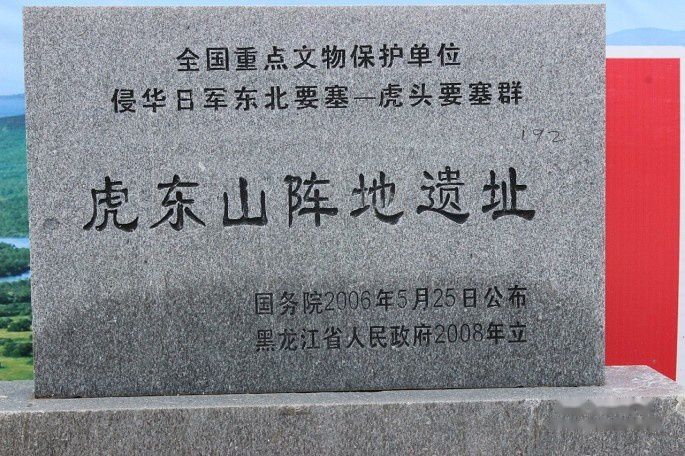 全国重点文物保护单位
侵华日军东北要塞—虎头要塞群
192
虎东山阵地遗址
国务院2006年5月25日公布
黑龙江省人民政府2008年立